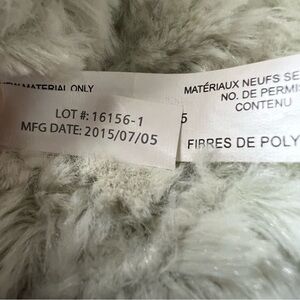 MATERIAL ONLY
LOT #: 16156-1
MFG DATE: 2015/07/05
MATÉRIAUX NEUFS SE
NO. DE PERMI
CONTENU
5
FIBRES DE POLY